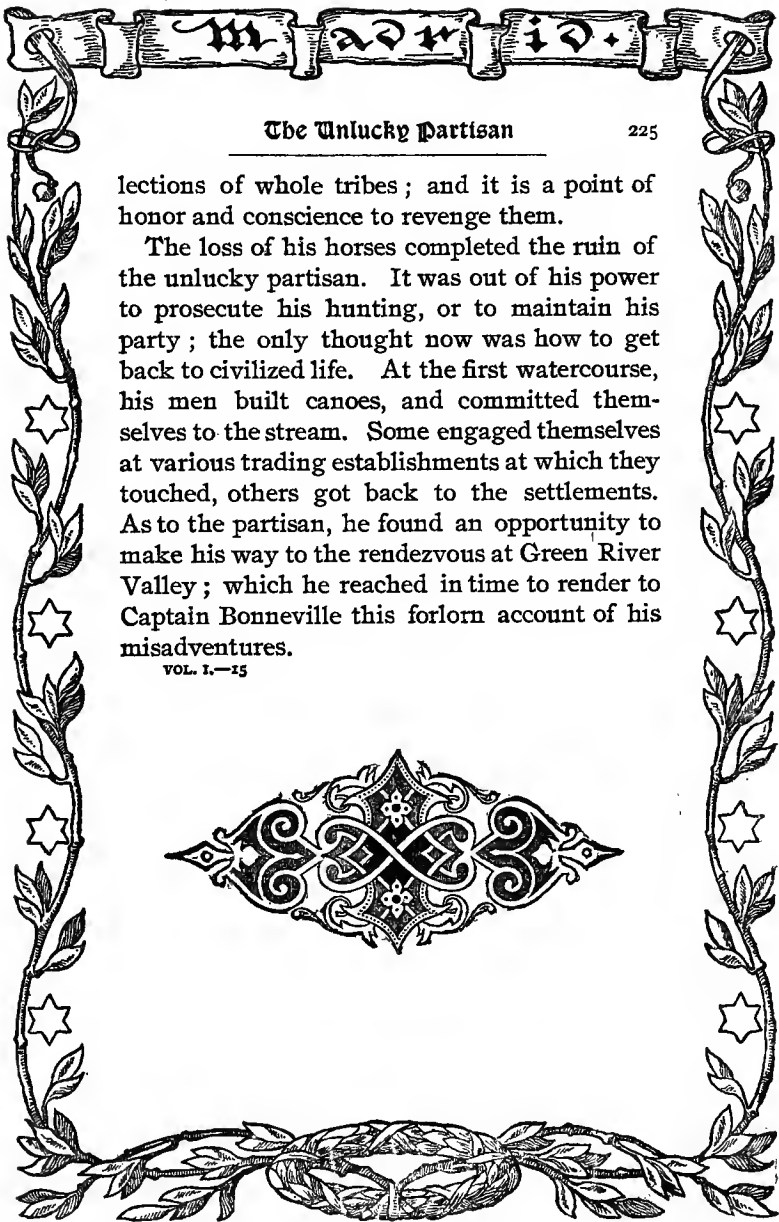 Madrid.
The Unlucky Partisan 225
lections of whole tribes ; and it is a point of
honor and conscience to revenge them.
The loss of his horses completed the ruin of
the unlucky partisan. It was out of his power
to prosecute his hunting, or to maintain his
party ; the only thought now was how to get
back to civilized life. At the first watercourse,
his men built canoes, and committed them-
selves to the stream. Some engaged themselves
at various trading establishments at which they
touched, others got back to the settlements.
As to the partisan, he found an opportunity to
make his way to the rendezvous at Green River
Valley ; which he reached in time to render to
Captain Bonneville this forlorn account of his
misadventures.
VOL. I.—15